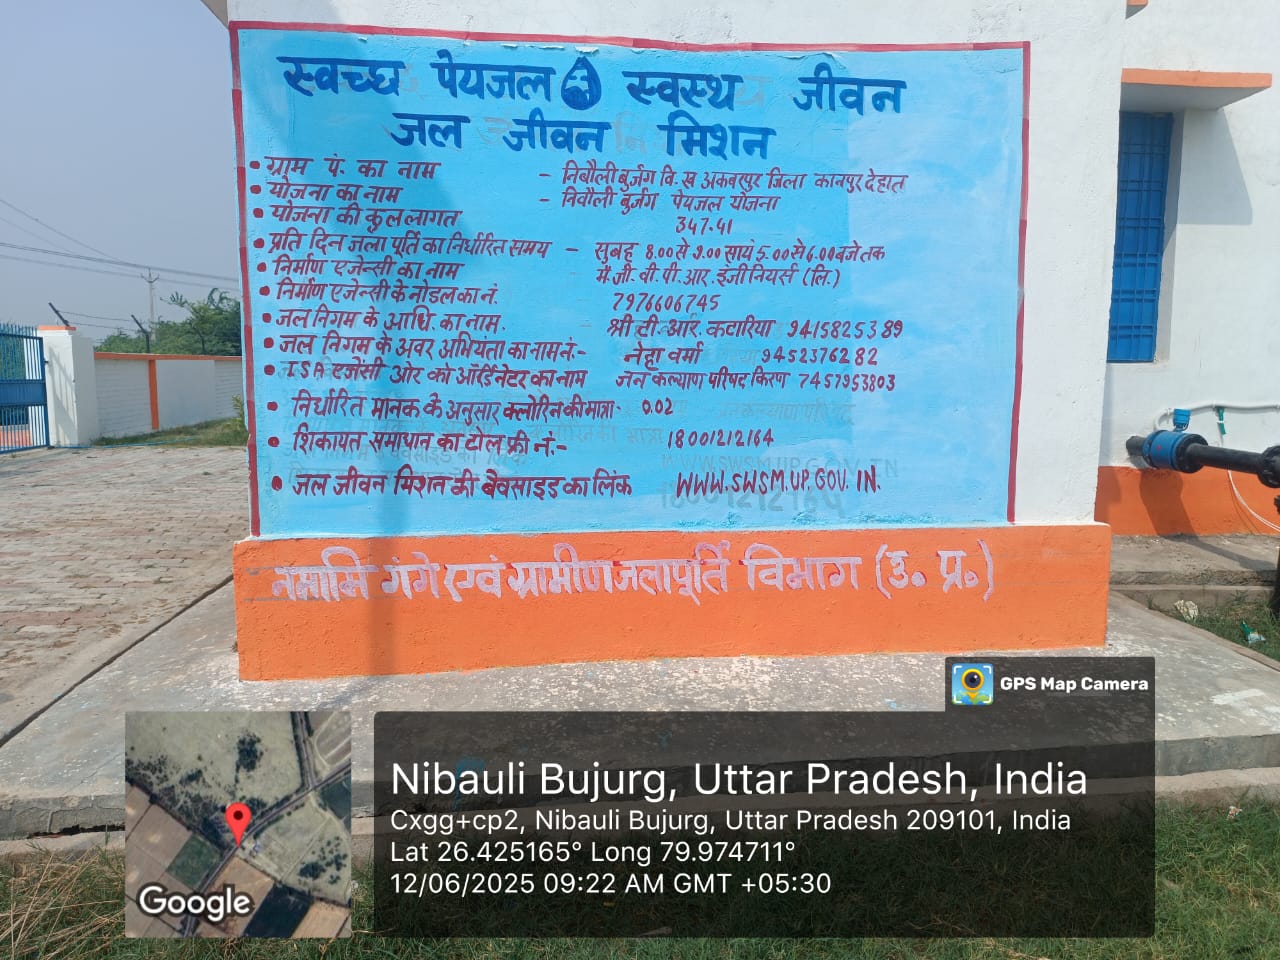 स्वच्छ पेयजल स्वस्थ जीवन
जल जीवन मिशन
• ग्राम पं. का नाम - निबौली बुर्जग वि. ख अकबरपुर जिला कानपुर देहात
• योजना का नाम - निवौली बुर्जग पेयजल योजना
• योजना की कुल लागत 347.41
• प्रति दिन जला पूर्ति का निर्धारित समय - सुबह 8.00 से 9.00 सायं 5.00 से 6.00 बजे तक
• निर्माण एजेन्सी का नाम मै. जी. वी. पी. आर. इंजीनियर्स (लि.)
• निर्माण एजेन्सी के नोडल का नं. 7976606745
• जल निगम के आधि. का नाम. श्री टी. आर. कटारिया 9415825389
• जल निगम के अवर अभियंता का नाम नं:- नेहा वर्मा 9452376282
• I.S.A एजेंसी ओर को ऑर्डिनेटर का नाम जन कल्याण परिषद किरण 7457953803
• निर्धारित मानक के अनुसार क्लोरिन की मात्रा 0.02
• शिकायत समाधान का टोल फ्री नं:- 18001212164
• जल जीवन मिशन की बैवसाइड का लिंक WWW.SWSM.UP.GOV.IN.
नमामि गंगे एवं ग्रामीण जलापूर्ति विभाग (उ० प्र०)
GPS Map Camera
Nibauli Bujurg, Uttar Pradesh, India
Cxgg+cp2, Nibauli Bujurg, Uttar Pradesh 209101, India
Lat 26.425165° Long 79.974711°
12/06/2025 09:22 AM GMT +05:30
Google